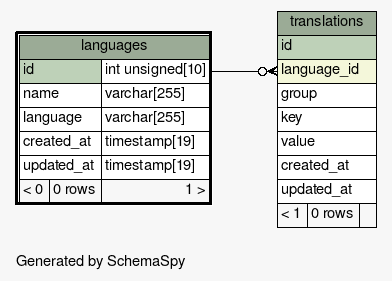 languages
id int unsigned[10]
name varchar[255]
language varchar[255]
created_at timestamp[19]
updated_at timestamp[19]
< 0 0 rows 1 >
translations
id
language_id
group
key
value
created_at
updated_at
< 1 0 rows
Generated by SchemaSpy